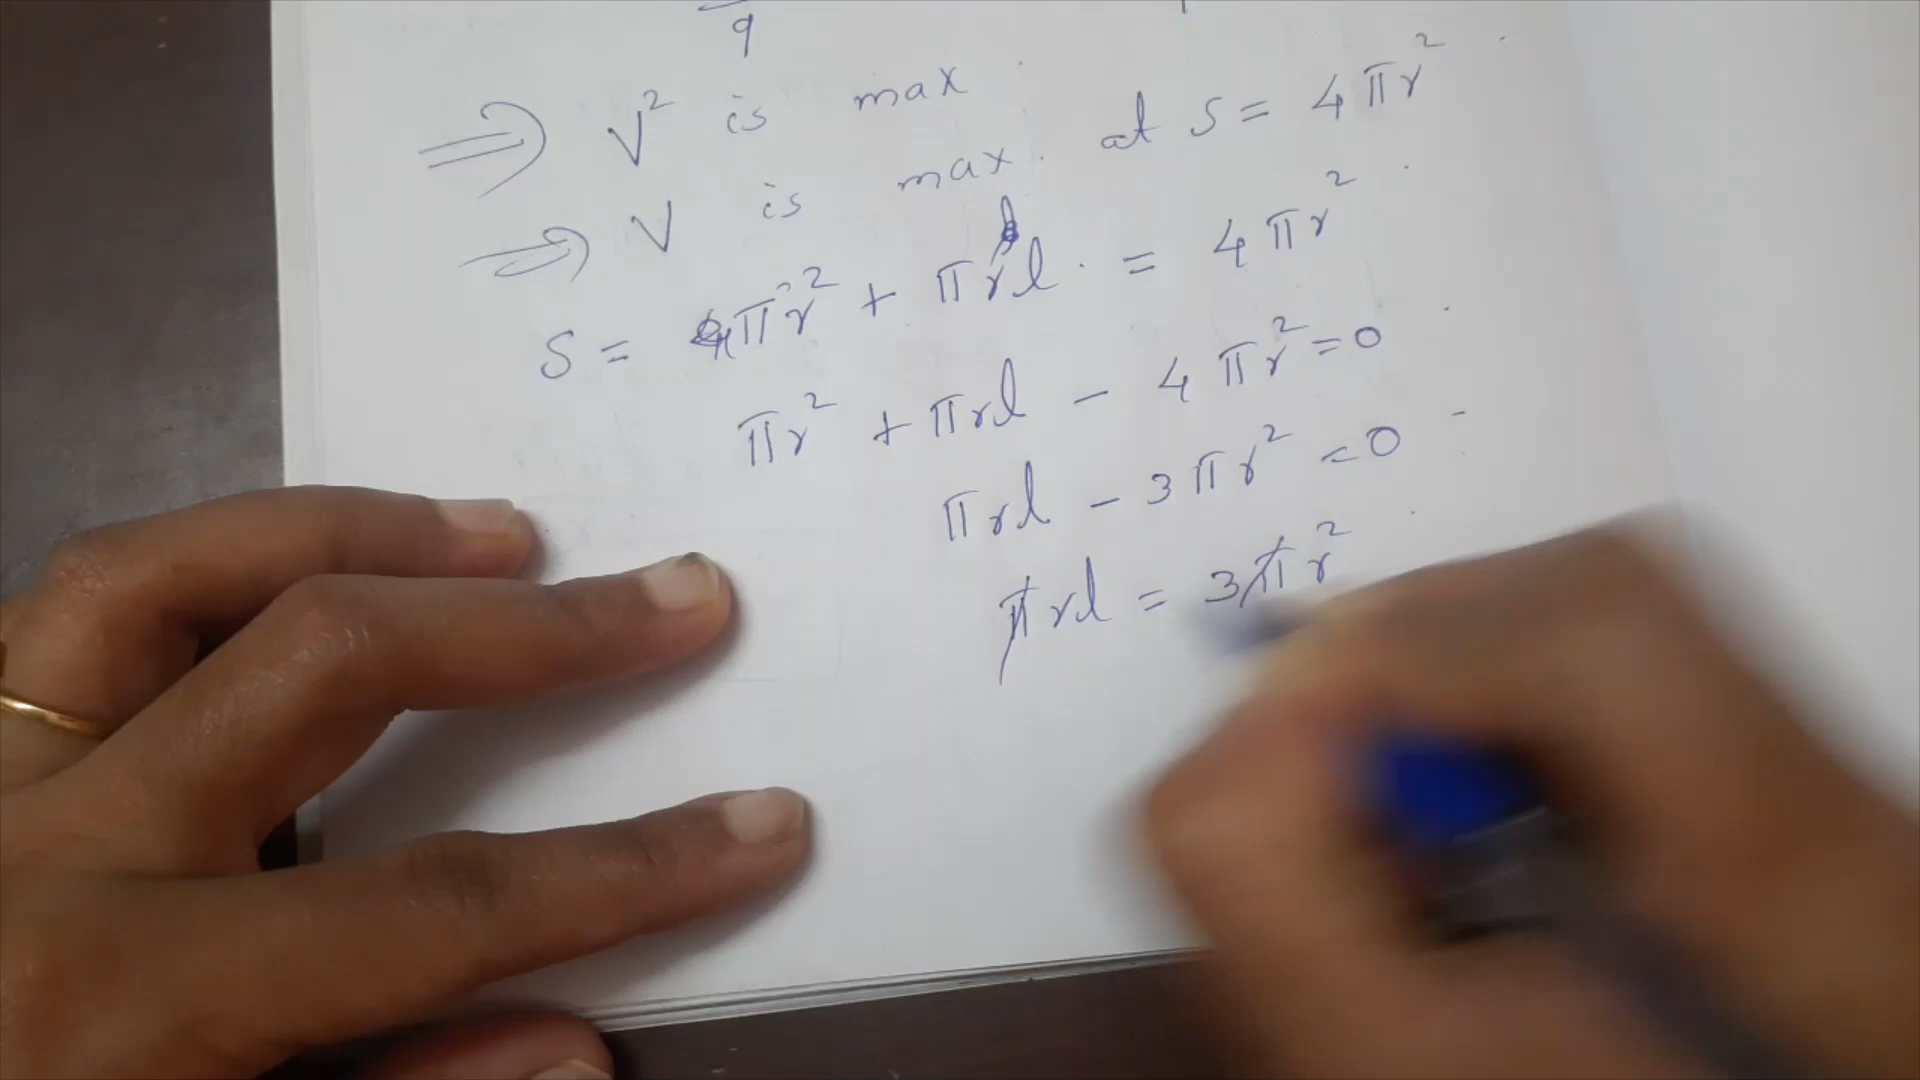 9
⇒ V² is max
⇒ V is max. at S = 4πr²
S = πr² + πrl = 4πr²
πr² + πrl - 4πr² = 0
πrl - 3πr² = 0
πrl = 3πr²